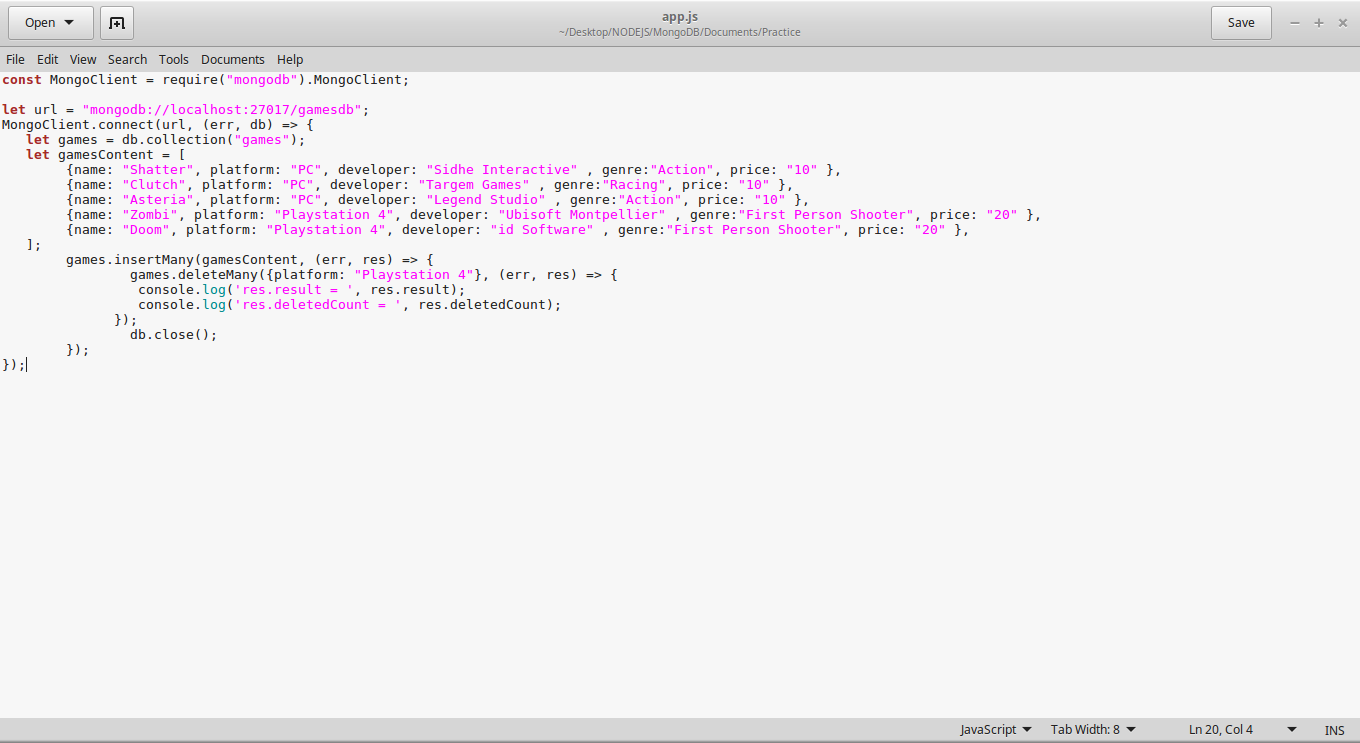 Open
app.js
~/Desktop/NODEJS/MongoDB/Documents/Practice
Save
File Edit View Search Tools Documents Help
const MongoClient = require("mongodb").MongoClient;
let url = "mongodb://localhost:27017/gamesdb";
MongoClient.connect(url, (err, db) => {
   let games = db.collection("games");
   let gamesContent = [
        {name: "Shatter", platform: "PC", developer: "Sidhe Interactive" , genre:"Action", price: "10" },
        {name: "Clutch", platform: "PC", developer: "Targem Games" , genre:"Racing", price: "10" },
        {name: "Asteria", platform: "PC", developer: "Legend Studio" , genre:"Action", price: "10" },
        {name: "Zombi", platform: "Playstation 4", developer: "Ubisoft Montpellier" , genre:"First Person Shooter", price: "20" },
        {name: "Doom", platform: "Playstation 4", developer: "id Software" , genre:"First Person Shooter", price: "20" },
   ];
        games.insertMany(gamesContent, (err, res) => {
                games.deleteMany({platform: "Playstation 4"}, (err, res) => {
                 console.log('res.result = ', res.result);
                 console.log('res.deletedCount = ', res.deletedCount);
              });
                db.close();
        });
});
JavaScript Tab Width: 8 Ln 20, Col 4 INS